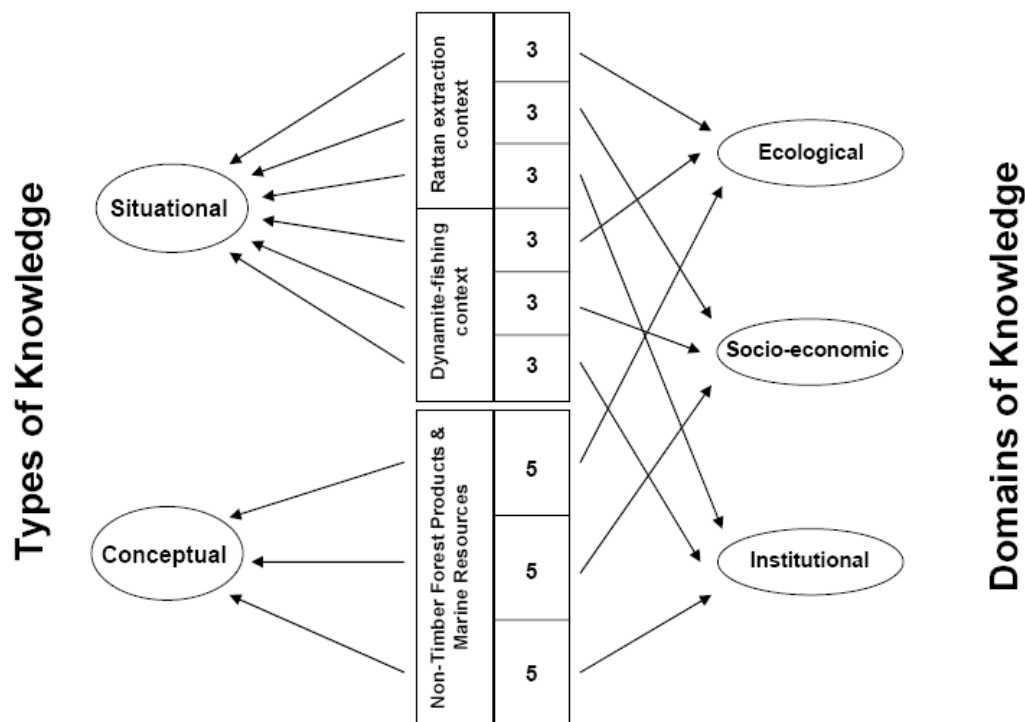 Types of Knowledge
Situational
Conceptual
Rattan extraction
context
Dynamite-fishing
context
Non-Timber Forest Products &
Marine Resources
3
3
3
3
3
3
5
5
5
Ecological
Socio-economic
Institutional
Domains of Knowledge